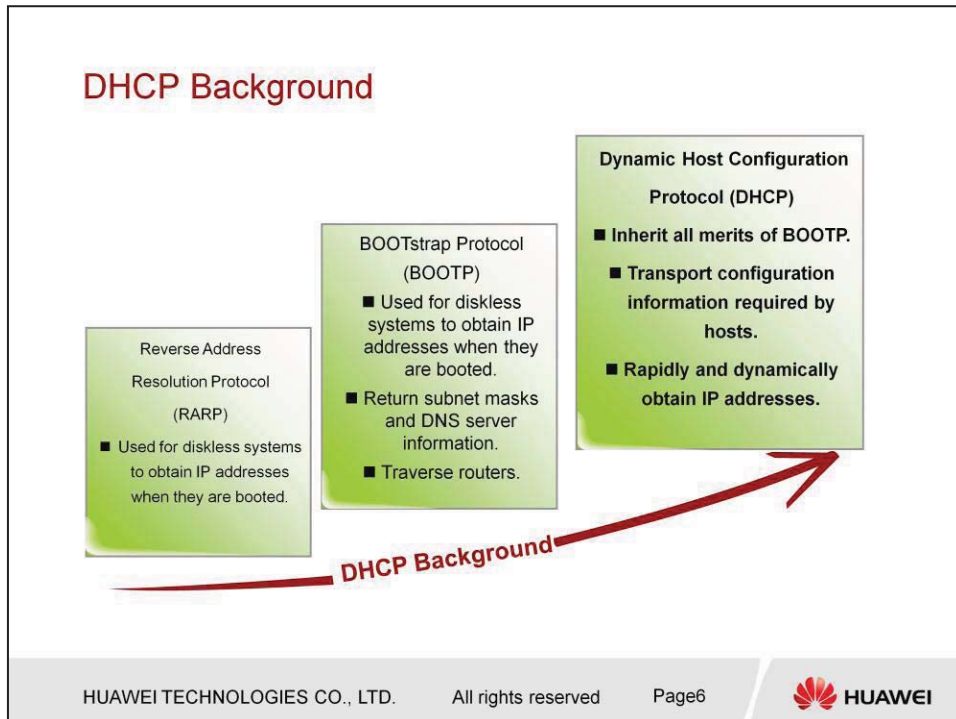 DHCP Background
Reverse Address
Resolution Protocol
(RARP)
■ Used for diskless systems
to obtain IP addresses
when they are booted.
BOOTstrap Protocol
(BOOTP)
■ Used for diskless
systems to obtain IP
addresses when they
are booted.
■ Return subnet masks
and DNS server
information.
■ Traverse routers.
Dynamic Host Configuration
Protocol (DHCP)
■ Inherit all merits of BOOTP.
■ Transport configuration
information required by
hosts.
■ Rapidly and dynamically
obtain IP addresses.
DHCP Background
HUAWEI TECHNOLOGIES CO., LTD. All rights reserved Page6 HUAWEI